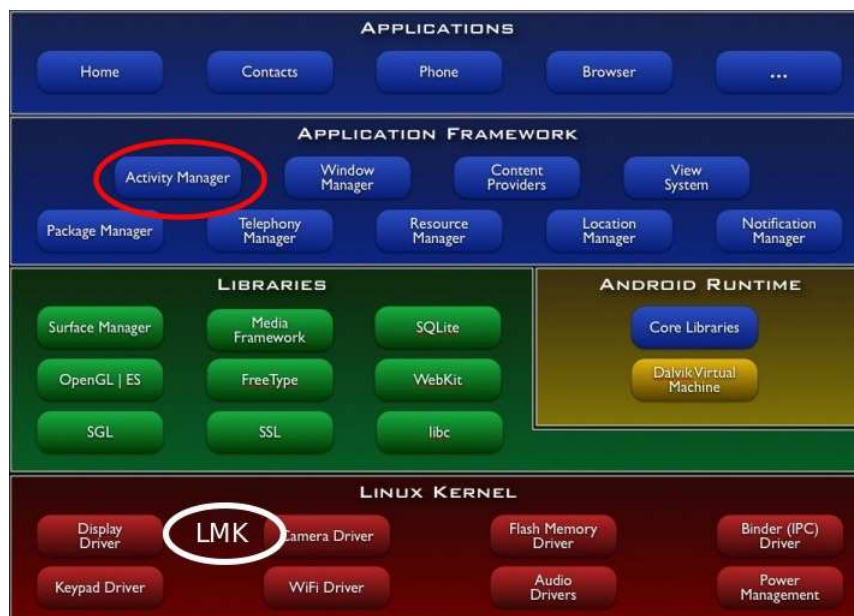 APPLICATIONS
Home
Contacts
Phone
Browser
...
APPLICATION FRAMEWORK
Activity Manager
Window
Manager
Content
Providers
View
System
Package Manager
Telephony
Manager
Resource
Manager
Location
Manager
Notification
Manager
LIBRARIES
Surface Manager
Media
Framework
SQLite
OpenGL | ES
FreeType
WebKit
SGL
SSL
libc
ANDROID RUNTIME
Core Libraries
Dalvik Virtual
Machine
LINUX KERNEL
Display
Driver
LMK
Camera Driver
Flash Memory
Driver
Binder (IPC)
Driver
Keypad Driver
WiFi Driver
Audio
Drivers
Power
Management